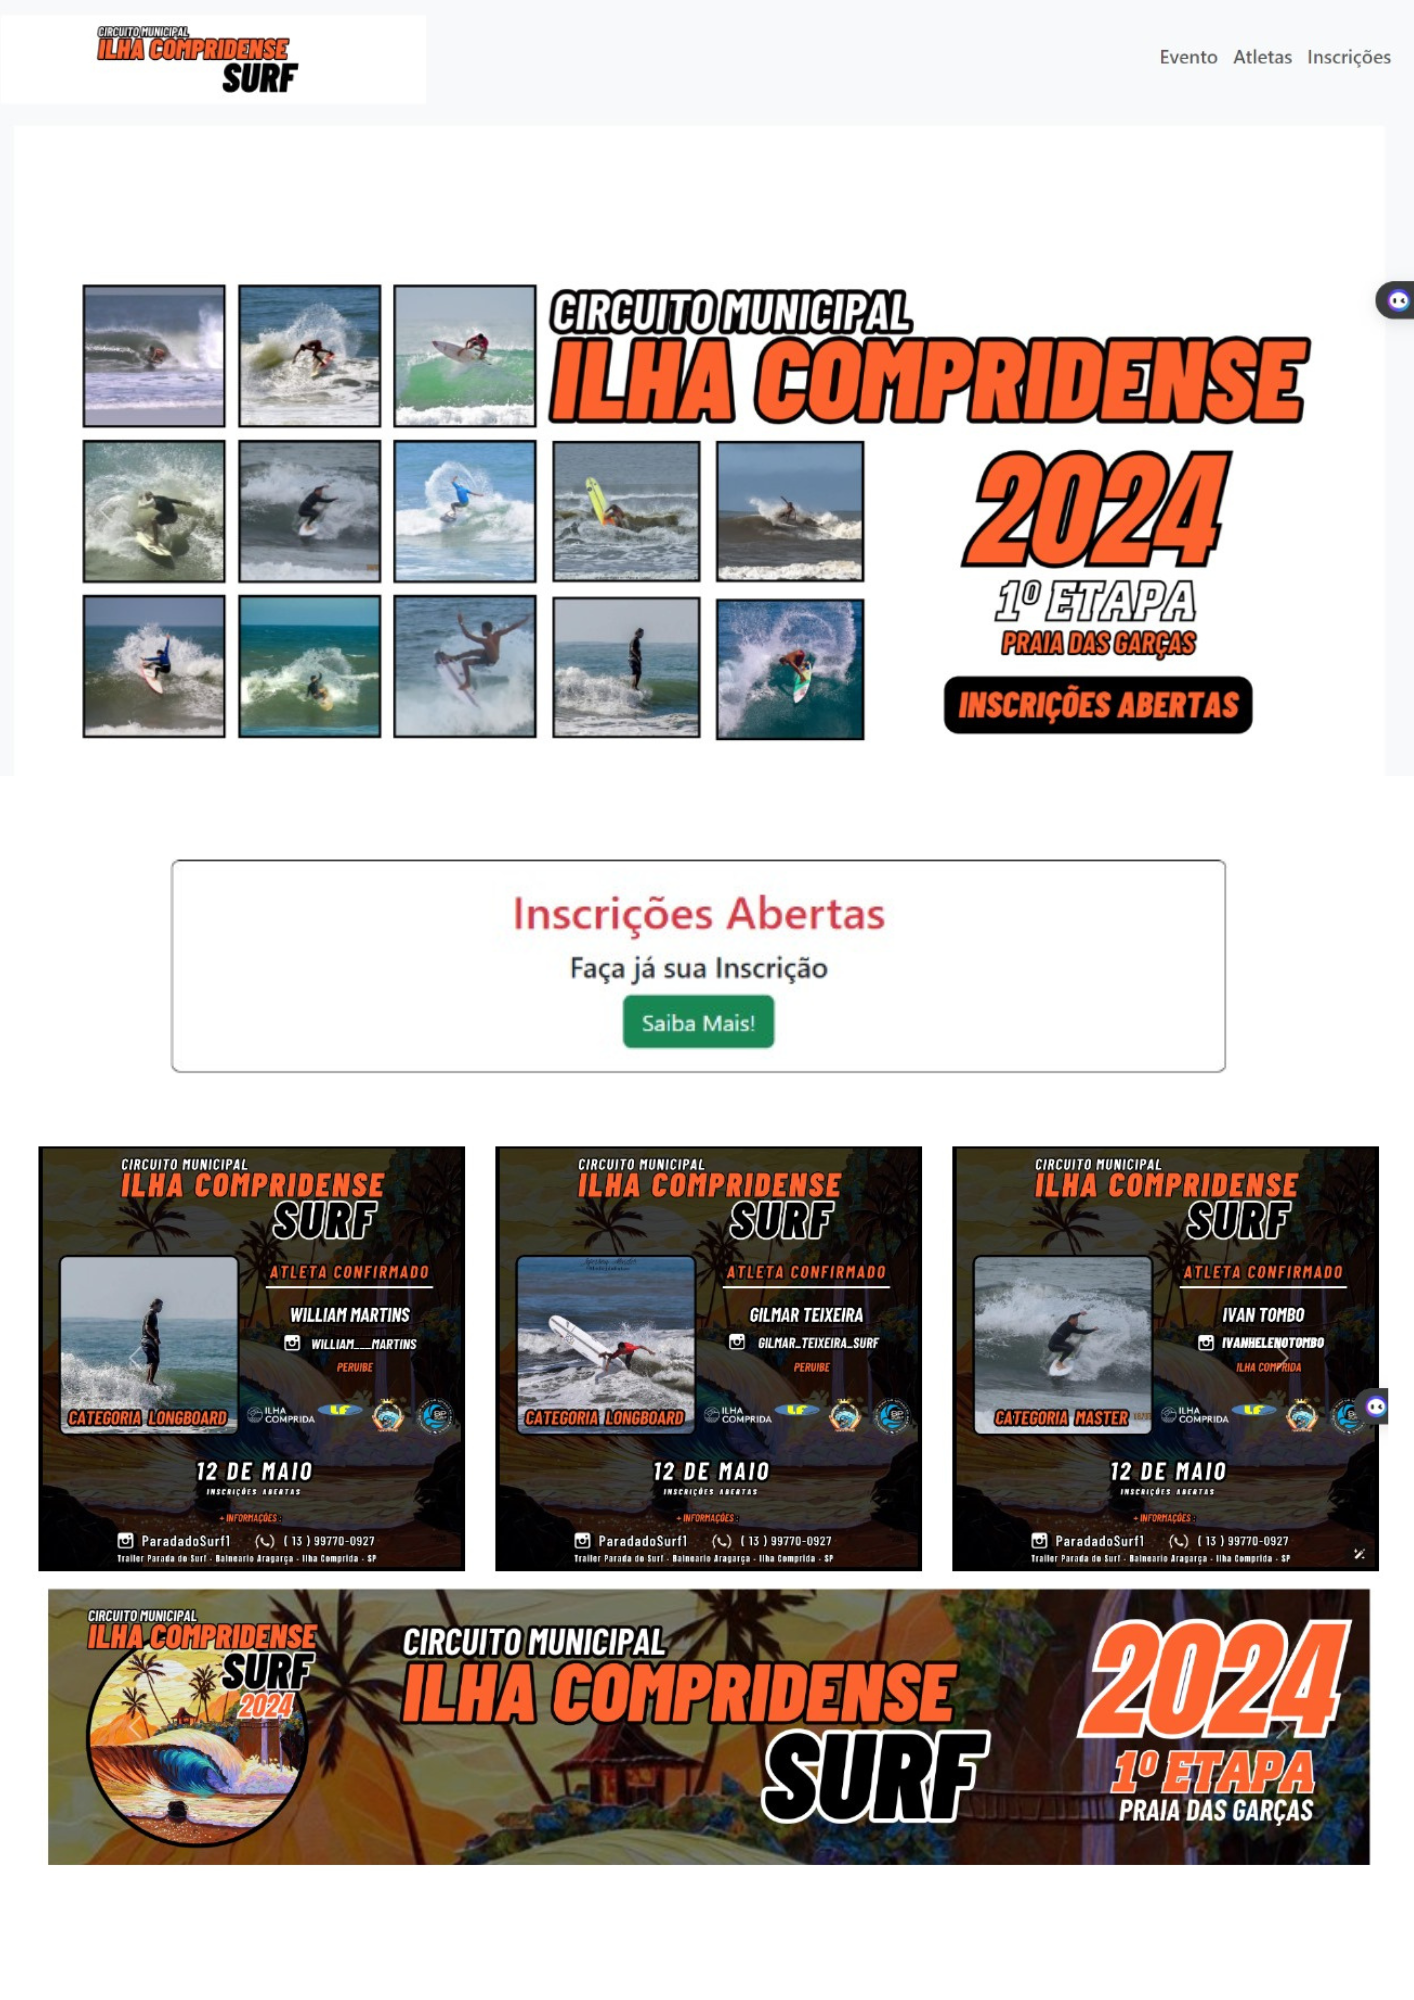 CIRCUITO MUNICIPAL
ILHA COMPRIDENSE
SURF
Evento Atletas Inscrições
CIRCUITO MUNICIPAL
ILHA COMPRIDENSE
2024
1º ETAPA
PRAIA DAS GARÇAS
INSCRIÇÕES ABERTAS
Inscrições Abertas
Faça já sua Inscrição
Saiba Mais!
CIRCUITO MUNICIPAL
ILHA COMPRIDENSE
SURF
ATLETA CONFIRMADO
WILLIAM MARTINS
WILLIAM___MARTINS
PERUIBE
CATEGORIA LONGBOARD
ILHA
COMPRIDA
LF
12 DE MAIO
INSCRIÇÕES ABERTAS
+ INFORMAÇÕES :
ParadadoSurf1 ( 13 ) 99770-0927
Trailer Parada do Surf - Balneario Aragarça - Ilha Comprida - SP
CIRCUITO MUNICIPAL
ILHA COMPRIDENSE
SURF
ATLETA CONFIRMADO
GILMAR TEIXEIRA
GILMAR_TEIXEIRA_SURF
PERUIBE
CATEGORIA LONGBOARD
ILHA
COMPRIDA
LF
12 DE MAIO
INSCRIÇÕES ABERTAS
+ INFORMAÇÕES :
ParadadoSurf1 ( 13 ) 99770-0927
Trailer Parada do Surf - Balneario Aragarça - Ilha Comprida - SP
CIRCUITO MUNICIPAL
ILHA COMPRIDENSE
SURF
ATLETA CONFIRMADO
IVAN TOMBO
IVANHELENOTOMBO
ILHA COMPRIDA
CATEGORIA MASTER
ILHA
COMPRIDA
LF
12 DE MAIO
INSCRIÇÕES ABERTAS
+ INFORMAÇÕES :
ParadadoSurf1 ( 13 ) 99770-0927
Trailer Parada do Surf - Balneario Aragarça - Ilha Comprida - SP
CIRCUITO MUNICIPAL
ILHA COMPRIDENSE
SURF
2024
CIRCUITO MUNICIPAL
ILHA COMPRIDENSE
SURF
2024
1º ETAPA
PRAIA DAS GARÇAS